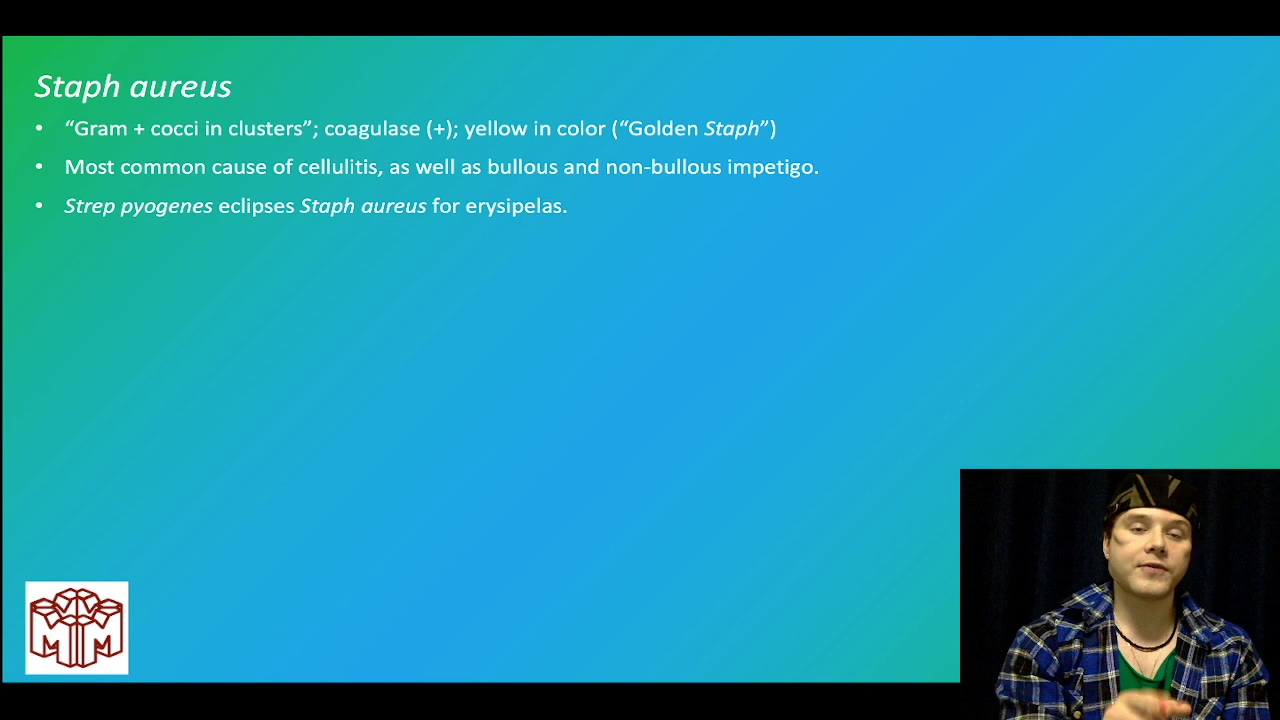 Staph aureus
• “Gram + cocci in clusters”; coagulase (+); yellow in color (“Golden Staph”)
• Most common cause of cellulitis, as well as bullous and non-bullous impetigo.
• Strep pyogenes eclipses Staph aureus for erysipelas.
M M